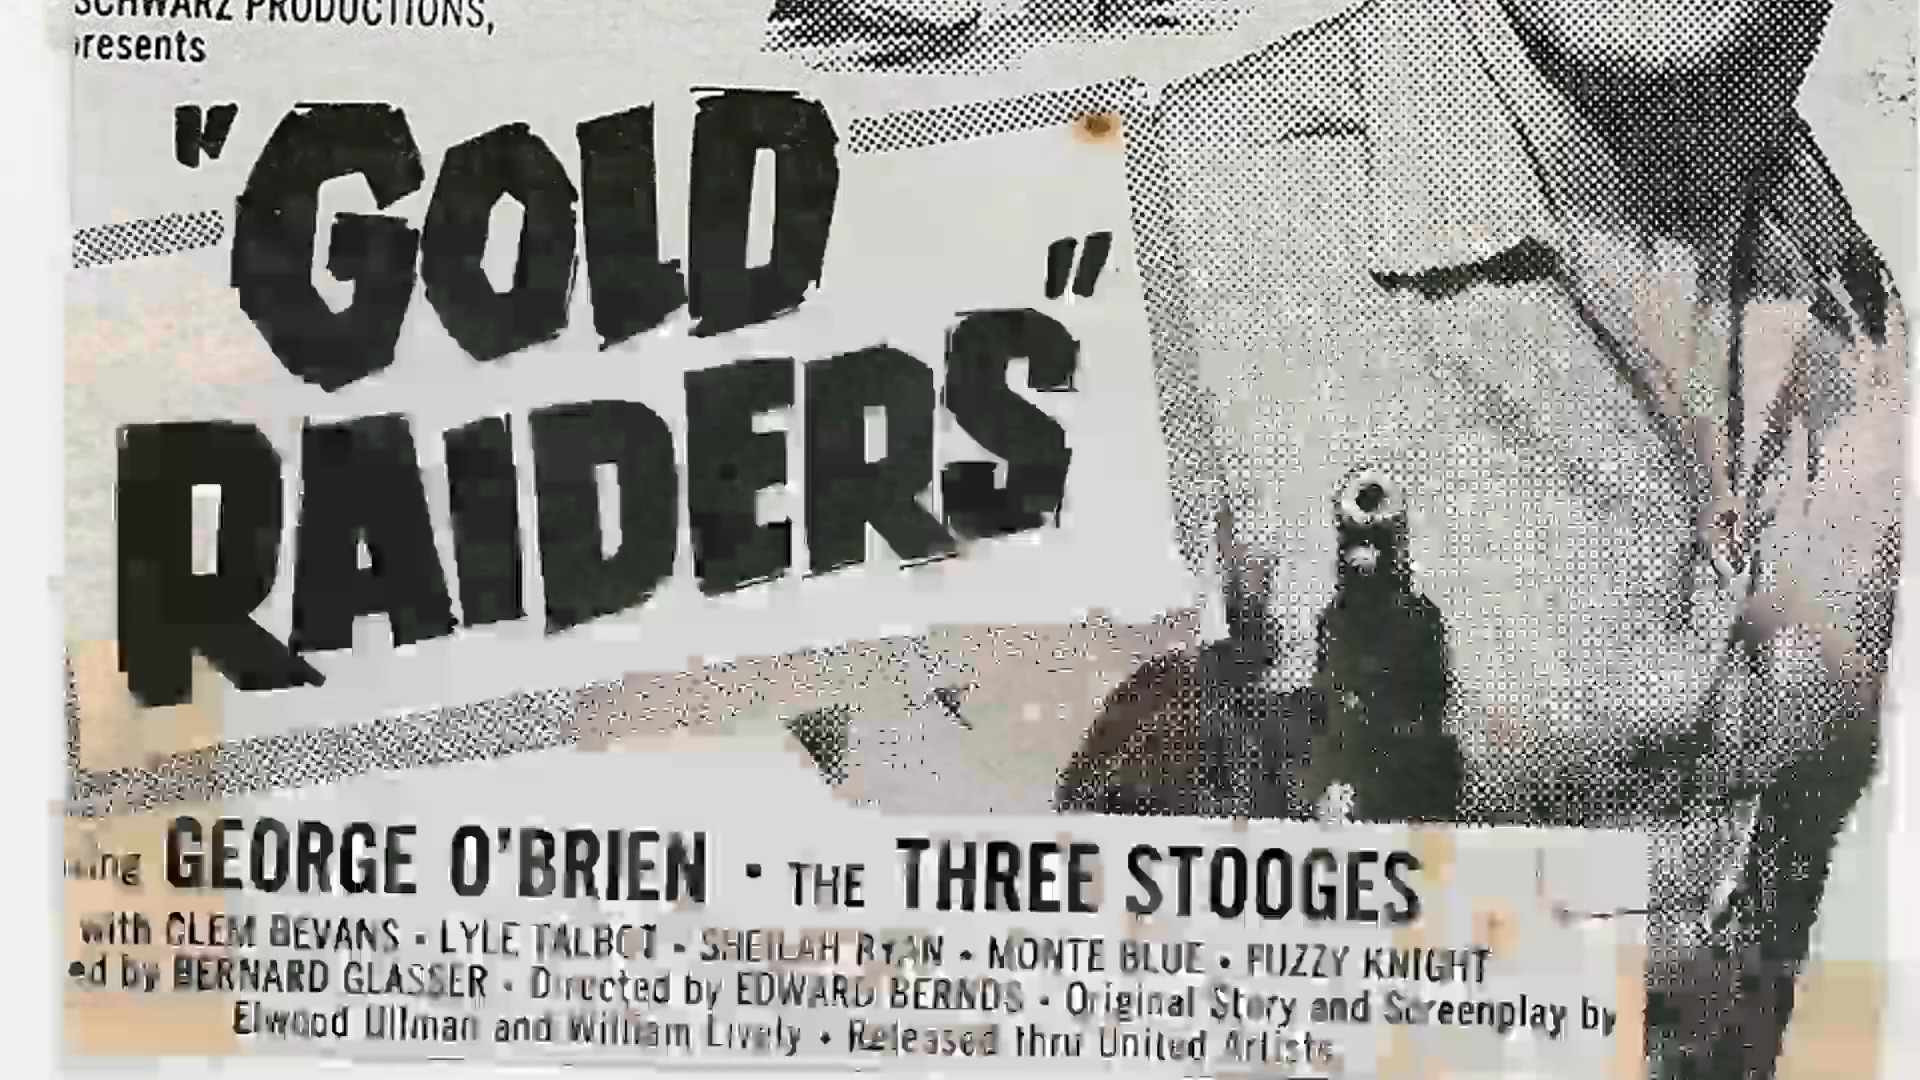 SCHWARZ PRODUCTIONS,
resents
"GOLD
RAIDERS"
GEORGE O'BRIEN · THE THREE STOOGES
with CLEM BEVANS · LYLE TALBOT · SHEILAH RYAN · MONTE BLUE · FUZZY KNIGHT
ed by BERNARD GLASSER · Directed by EDWARD BERNDS · Original Story and Screenplay by
Elwood Ullman and William Lively · Released thru United Artists